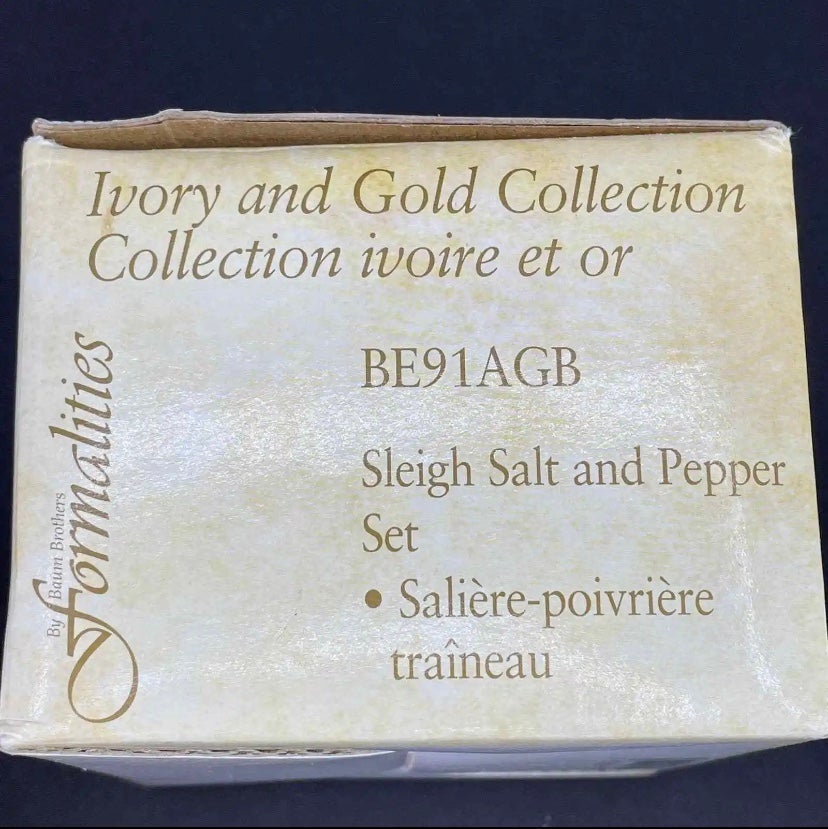 Ivory and Gold Collection
Collection ivoire et or
BE91AGB
Sleigh Salt and Pepper
Set
• Salière-poivrière
traîneau
Formalities
By Baum Brothers